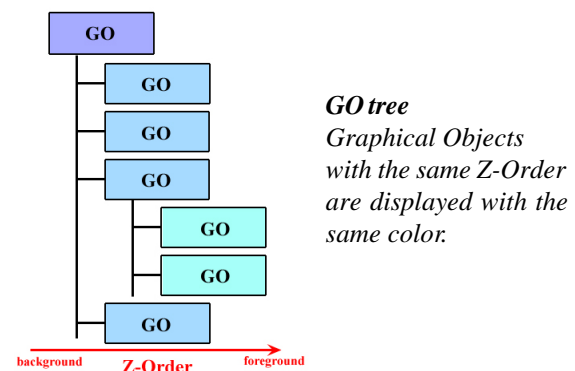 GO
GO
GO
GO
GO
GO
GO
GO tree
Graphical Objects
with the same Z-Order
are displayed with the
same color.
background
Z-Order
foreground